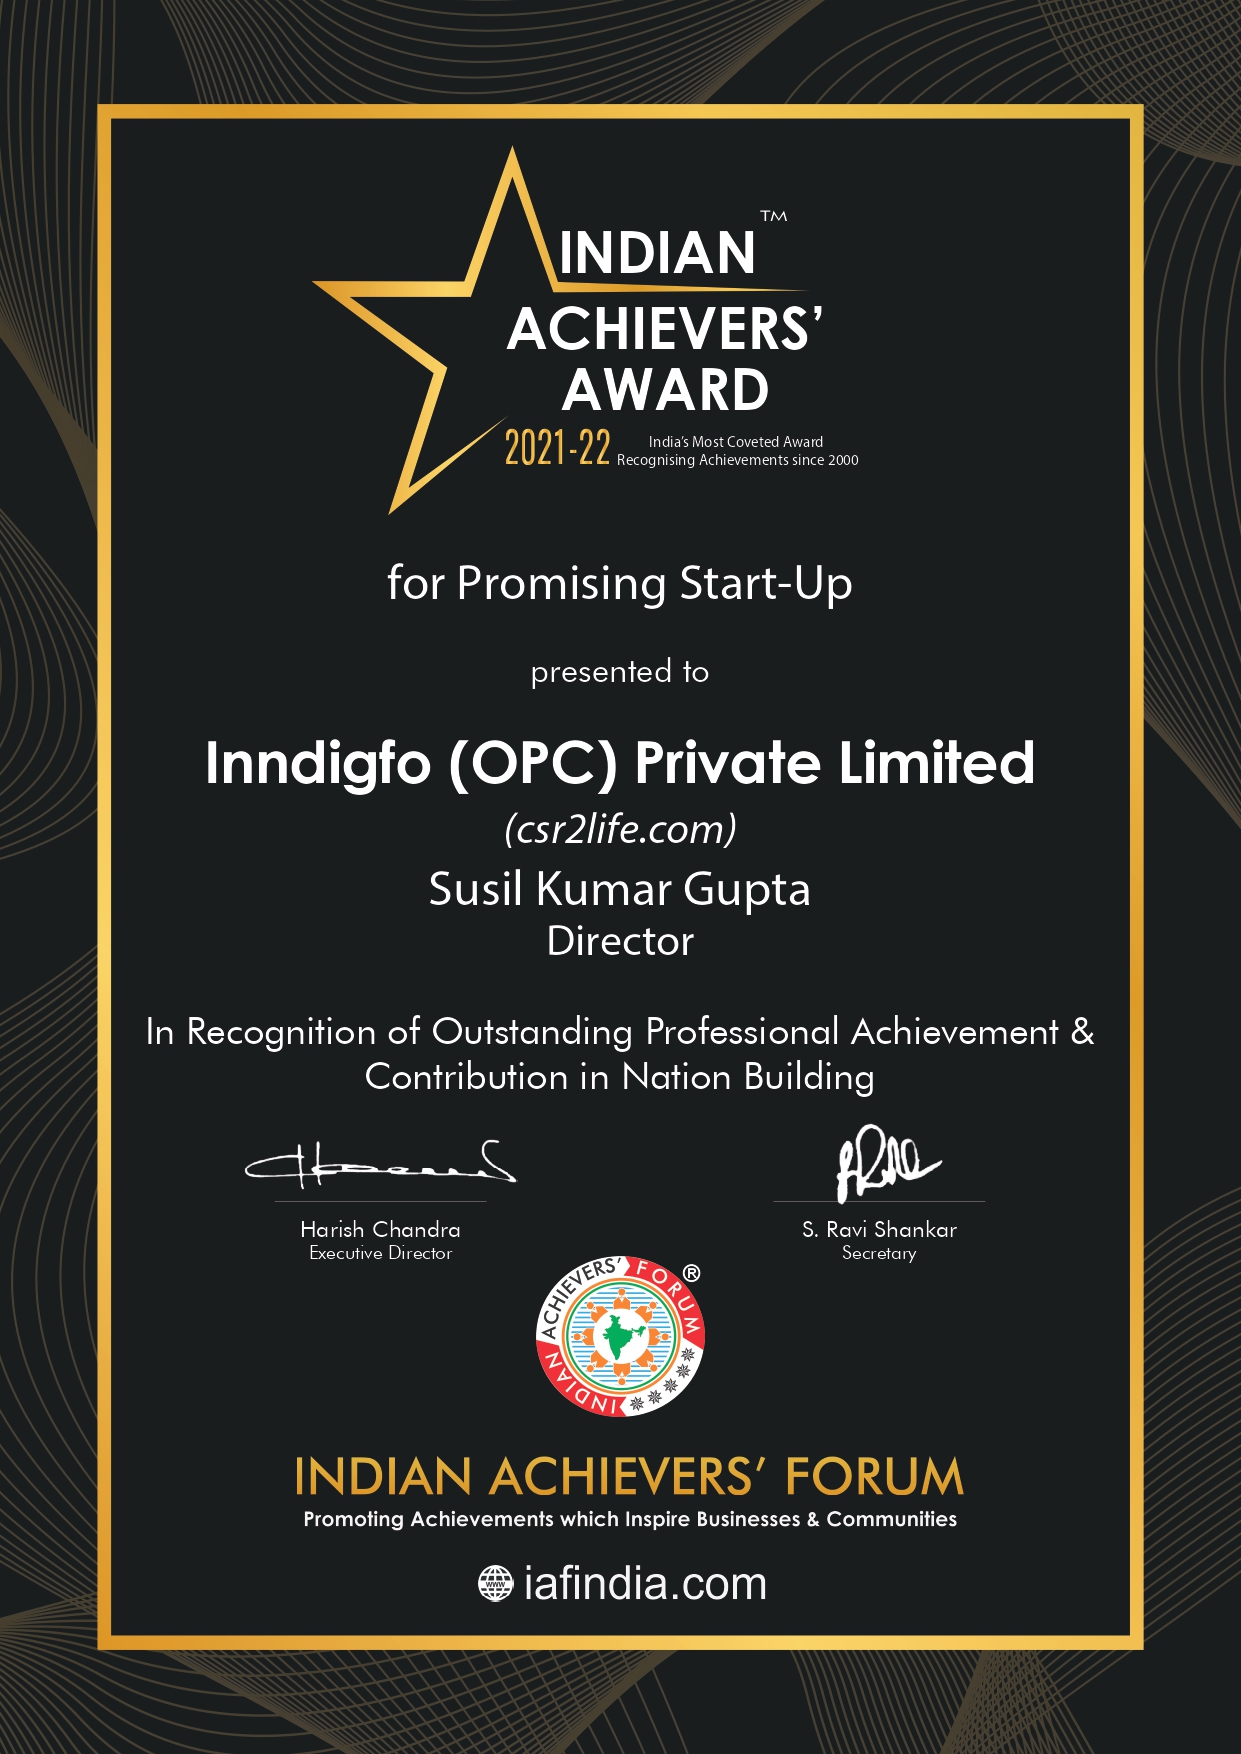 INDIAN™
ACHIEVERS’
AWARD
2021-22
India's Most Coveted Award
Recognising Achievements since 2000
for Promising Start-Up
presented to
Inndigfo (OPC) Private Limited
(csr2life.com)
Susil Kumar Gupta
Director
In Recognition of Outstanding Professional Achievement &
Contribution in Nation Building
Harish Chandra
Executive Director
S. Ravi Shankar
Secretary
INDIAN ACHIEVERS’ FORUM ®
INDIAN ACHIEVERS’ FORUM
Promoting Achievements which Inspire Businesses & Communities
www iafindia.com